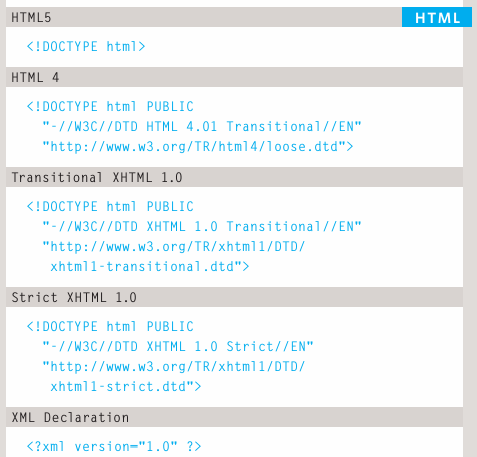 HTML5 HTML
<!DOCTYPE html>
HTML 4
<!DOCTYPE html PUBLIC
"-//W3C//DTD HTML 4.01 Transitional//EN"
"http://www.w3.org/TR/html4/loose.dtd">
Transitional XHTML 1.0
<!DOCTYPE html PUBLIC
"-//W3C//DTD XHTML 1.0 Transitional//EN"
"http://www.w3.org/TR/xhtml1/DTD/
xhtml1-transitional.dtd">
Strict XHTML 1.0
<!DOCTYPE html PUBLIC
"-//W3C//DTD XHTML 1.0 Strict//EN"
"http://www.w3.org/TR/xhtml1/DTD/
xhtml1-strict.dtd">
XML Declaration
<?xml version="1.0" ?>